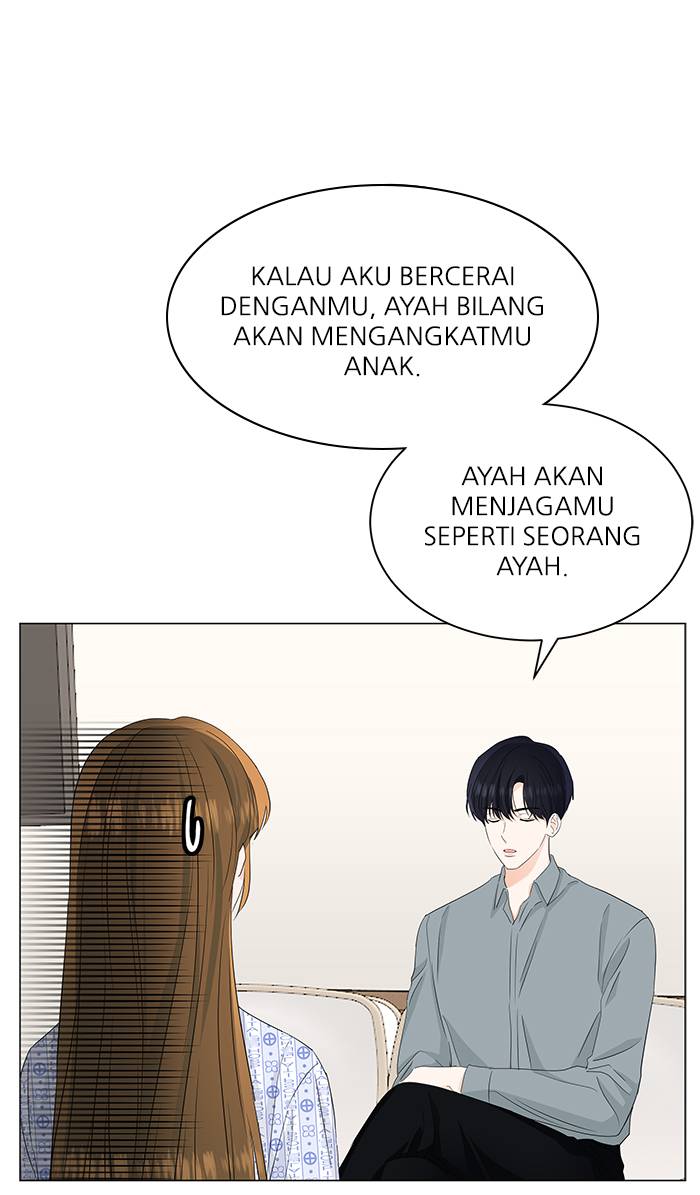 KALAU AKU BERCERAI
DENGANMU, AYAH BILANG
AKAN MENGANGKATMU
ANAK.
AYAH AKAN
MENJAGAMU
SEPERTI SEORANG
AYAH.